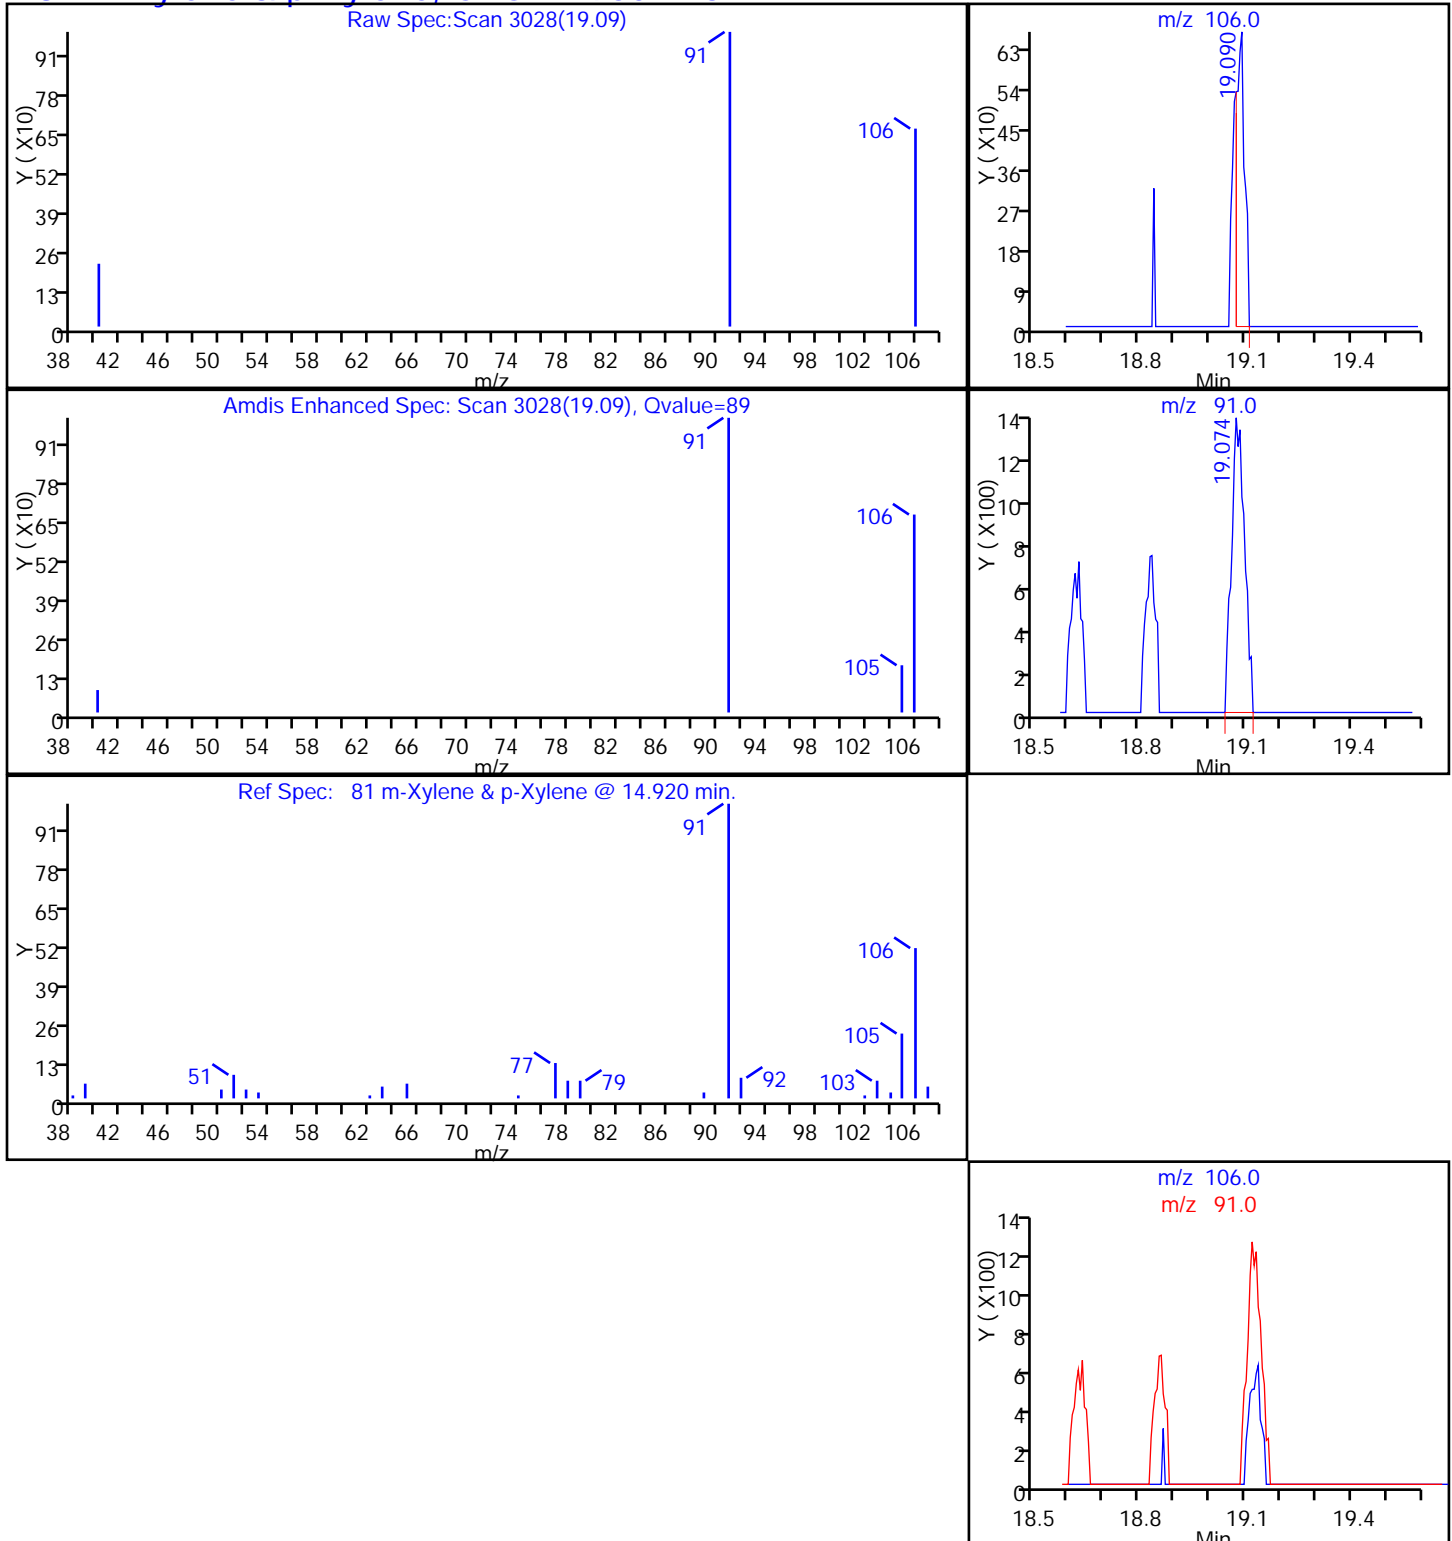 Raw Spec:Scan 3028(19.09)
91
106
91
78
65
52
39
26
13
0
Y ( X10)
38 42 46 50 54 58 62 66 70 74 78 82 86 90 94 98 102 106
m/z
m/z 106.0
19.090
63
54
45
36
27
18
9
0
Y ( X10)
18.5 18.8 19.1 19.4
Min
Amdis Enhanced Spec: Scan 3028(19.09), Qvalue=89
91
106
105
91
78
65
52
39
26
13
0
Y ( X10)
38 42 46 50 54 58 62 66 70 74 78 82 86 90 94 98 102 106
m/z
m/z 91.0
19.074
14
12
10
8
6
4
2
0
Y ( X100)
18.5 18.8 19.1 19.4
Min
Ref Spec: 81 m-Xylene & p-Xylene @ 14.920 min.
91
106
105
51
77
79
92
103
91
78
65
52
39
26
13
0
Y
38 42 46 50 54 58 62 66 70 74 78 82 86 90 94 98 102 106
m/z
m/z 106.0
m/z 91.0
14
12
10
8
6
4
2
0
Y ( X100)
18.5 18.8 19.1 19.4
Min